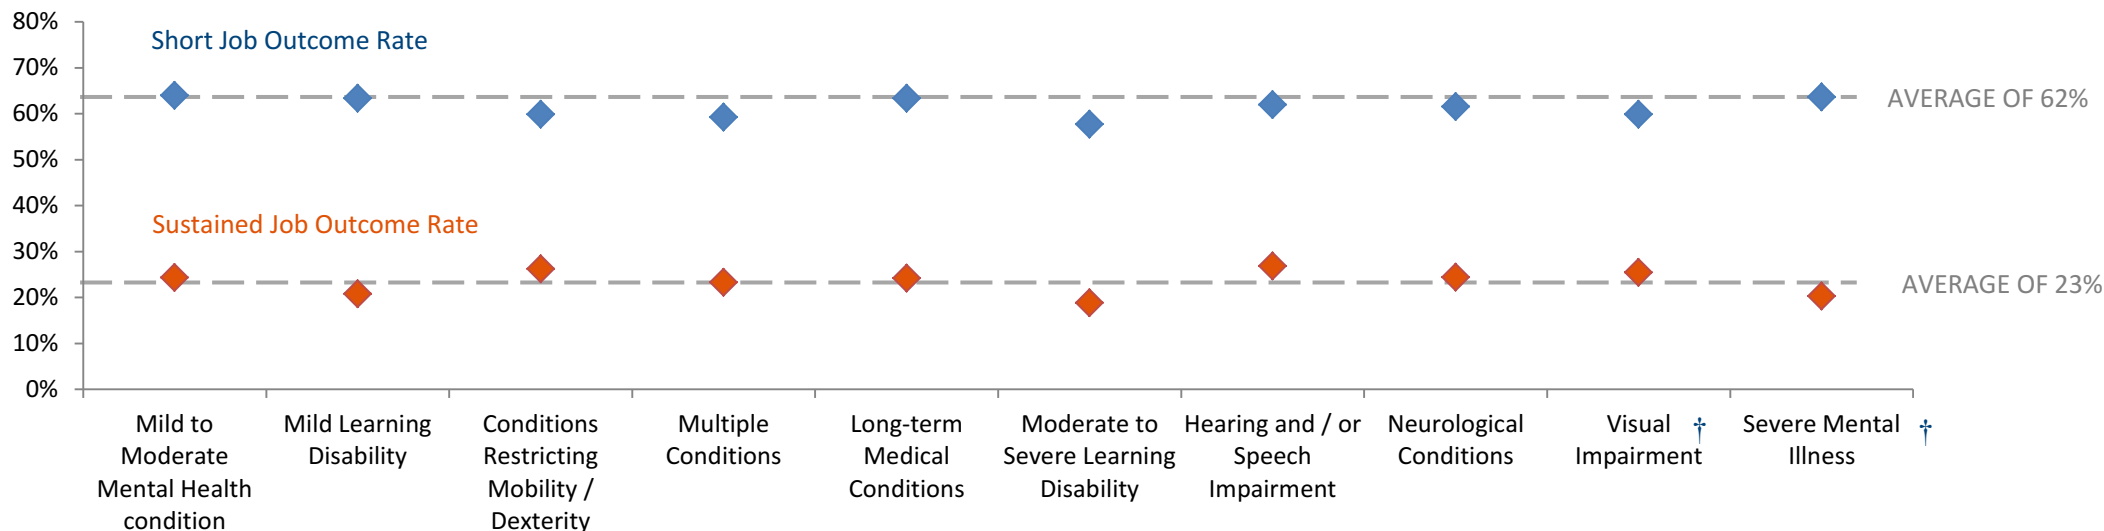 80%
70%
60%
50%
40%
30%
20%
10%
0%
Short Job Outcome Rate
AVERAGE OF 62%
Sustained Job Outcome Rate
AVERAGE OF 23%
Mild to
Moderate
Mental Health
condition
Mild Learning
Disability
Conditions
Restricting
Mobility /
Dexterity
Multiple
Conditions
Long-term
Medical
Conditions
Moderate to
Severe Learning
Disability
Hearing and / or
Speech
Impairment
Neurological
Conditions
Visual †
Impairment
Severe Mental †
Illness